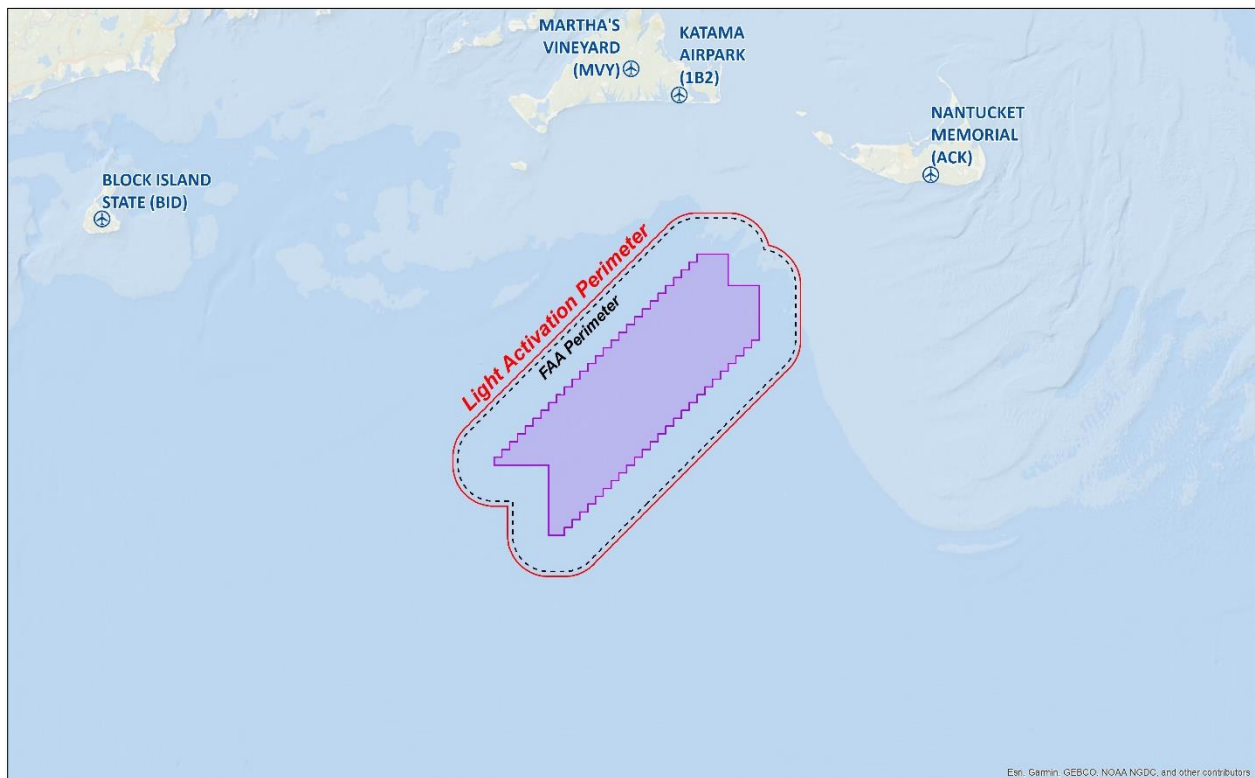 MARTHA'S
VINEYARD
(MVY)
KATAMA
AIRPARK
(1B2)
NANTUCKET
MEMORIAL
(ACK)
BLOCK ISLAND
STATE (BID)
Light Activation Perimeter
FAA Perimeter
Esri, Garmin, GEBCO, NOAA NGDC, and other contributors